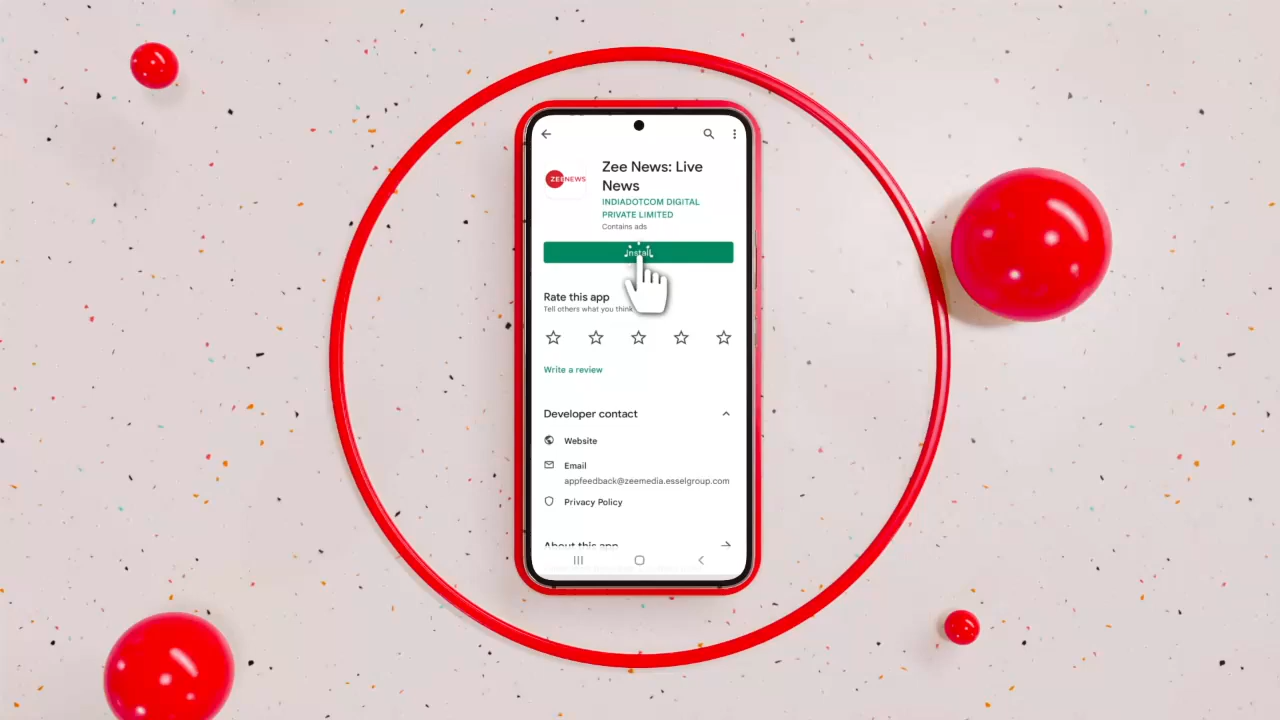 ZEE NEWS
Zee News: Live
News
INDIADOTCOM DIGITAL
PRIVATE LIMITED
Contains ads
Install
Rate this app
Tell others what you think
Write a review
Developer contact
Website
Email
appfeedback@zeemedia.esselgroup.com
Privacy Policy
About this app